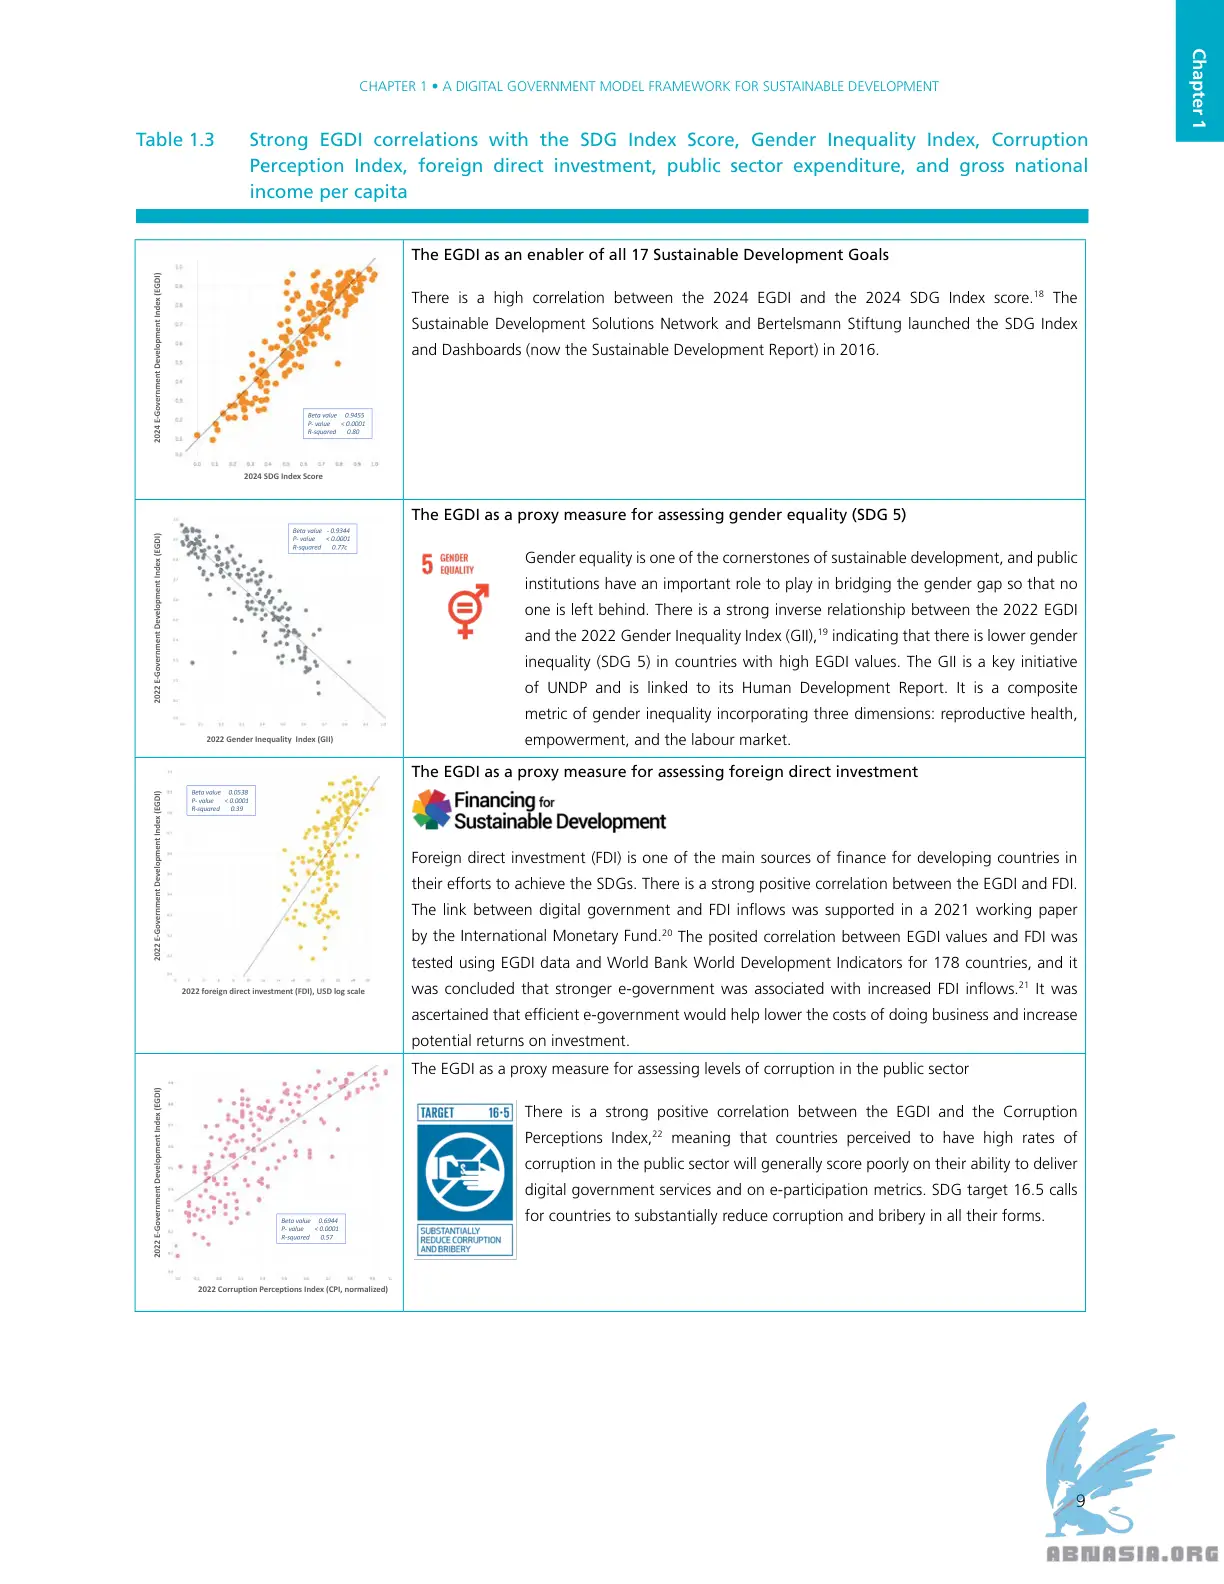 Chapter 1
CHAPTER 1 • A DIGITAL GOVERNMENT MODEL FRAMEWORK FOR SUSTAINABLE DEVELOPMENT
Table 1.3 Strong EGDI correlations with the SDG Index Score, Gender Inequality Index, Corruption
Perception Index, foreign direct investment, public sector expenditure, and gross national
income per capita
2024 E-Government Development Index (EGDI)
Beta value 0.9455
P- value < 0.0001
R-squared 0.80
0.0 0.1 0.2 0.3 0.4 0.5 0.6 0.7 0.8 0.9 1.0
2024 SDG Index Score
The EGDI as an enabler of all 17 Sustainable Development Goals
There is a high correlation between the 2024 EGDI and the 2024 SDG Index score.18 The
Sustainable Development Solutions Network and Bertelsmann Stiftung launched the SDG Index
and Dashboards (now the Sustainable Development Report) in 2016.
2022 E-Government Development Index (EGDI)
Beta value - 0.9344
P- value < 0.0001
R-squared 0.77c
2022 Gender Inequality Index (GII)
The EGDI as a proxy measure for assessing gender equality (SDG 5)
5 GENDER
EQUALITY
Gender equality is one of the cornerstones of sustainable development, and public
institutions have an important role to play in bridging the gender gap so that no
one is left behind. There is a strong inverse relationship between the 2022 EGDI
and the 2022 Gender Inequality Index (GII),19 indicating that there is lower gender
inequality (SDG 5) in countries with high EGDI values. The GII is a key initiative
of UNDP and is linked to its Human Development Report. It is a composite
metric of gender inequality incorporating three dimensions: reproductive health,
empowerment, and the labour market.
2022 E-Government Development Index (EGDI)
Beta value 0.0538
P- value < 0.0001
R-squared 0.39
2022 foreign direct investment (FDI), USD log scale
The EGDI as a proxy measure for assessing foreign direct investment
Financing for
Sustainable Development
Foreign direct investment (FDI) is one of the main sources of finance for developing countries in
their efforts to achieve the SDGs. There is a strong positive correlation between the EGDI and FDI.
The link between digital government and FDI inflows was supported in a 2021 working paper
by the International Monetary Fund.20 The posited correlation between EGDI values and FDI was
tested using EGDI data and World Bank World Development Indicators for 178 countries, and it
was concluded that stronger e-government was associated with increased FDI inflows.21 It was
ascertained that efficient e-government would help lower the costs of doing business and increase
potential returns on investment.
2022 E-Government Development Index (EGDI)
Beta value 0.6944
P- value < 0.0001
R-squared 0.57
2022 Corruption Perceptions Index (CPI, normalized)
The EGDI as a proxy measure for assessing levels of corruption in the public sector
TARGET 16·5
SUBSTANTIALLY
REDUCE CORRUPTION
AND BRIBERY
There is a strong positive correlation between the EGDI and the Corruption
Perceptions Index,22 meaning that countries perceived to have high rates of
corruption in the public sector will generally score poorly on their ability to deliver
digital government services and on e-participation metrics. SDG target 16.5 calls
for countries to substantially reduce corruption and bribery in all their forms.
9
ABNASIA.ORG